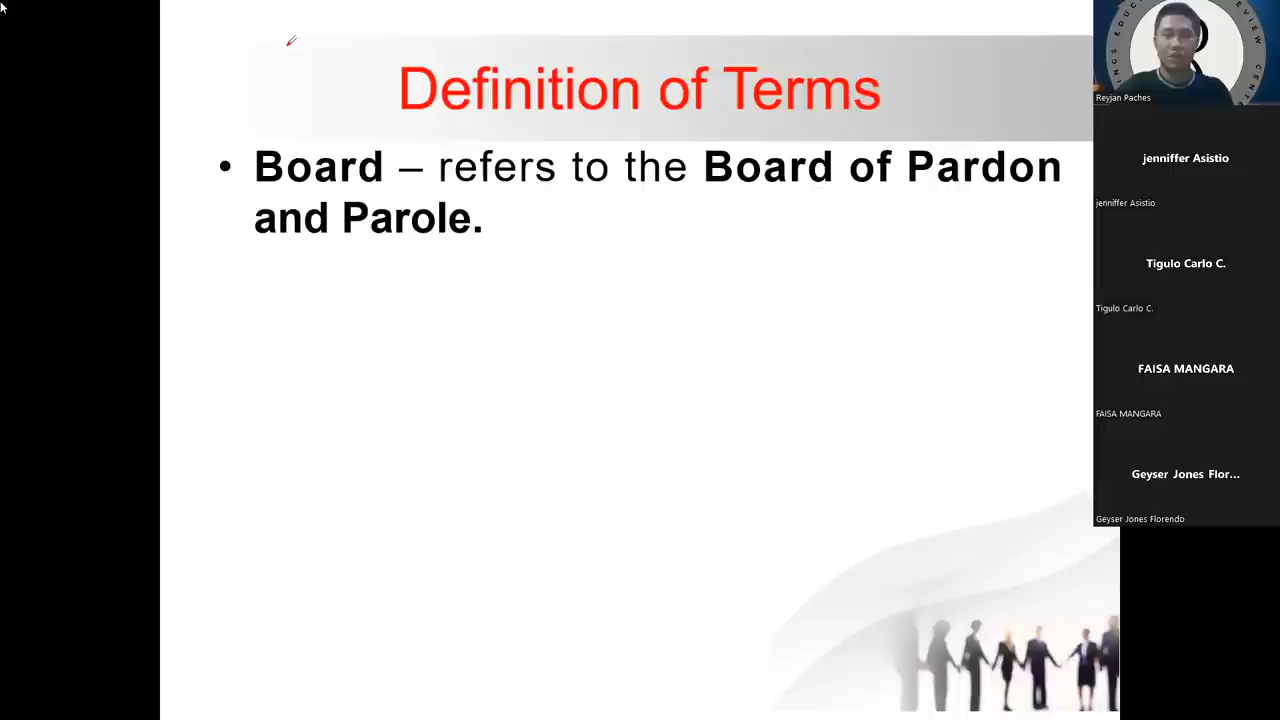 Definition of Terms
• Board – refers to the Board of Pardon
and Parole.
Reyjan Paches
jenniffer Asistio
jenniffer Asistio
Tigulo Carlo C.
Tigulo Carlo C.
FAISA MANGARA
FAISA MANGARA
Geyser Jones Flor...
Geyser Jones Florendo